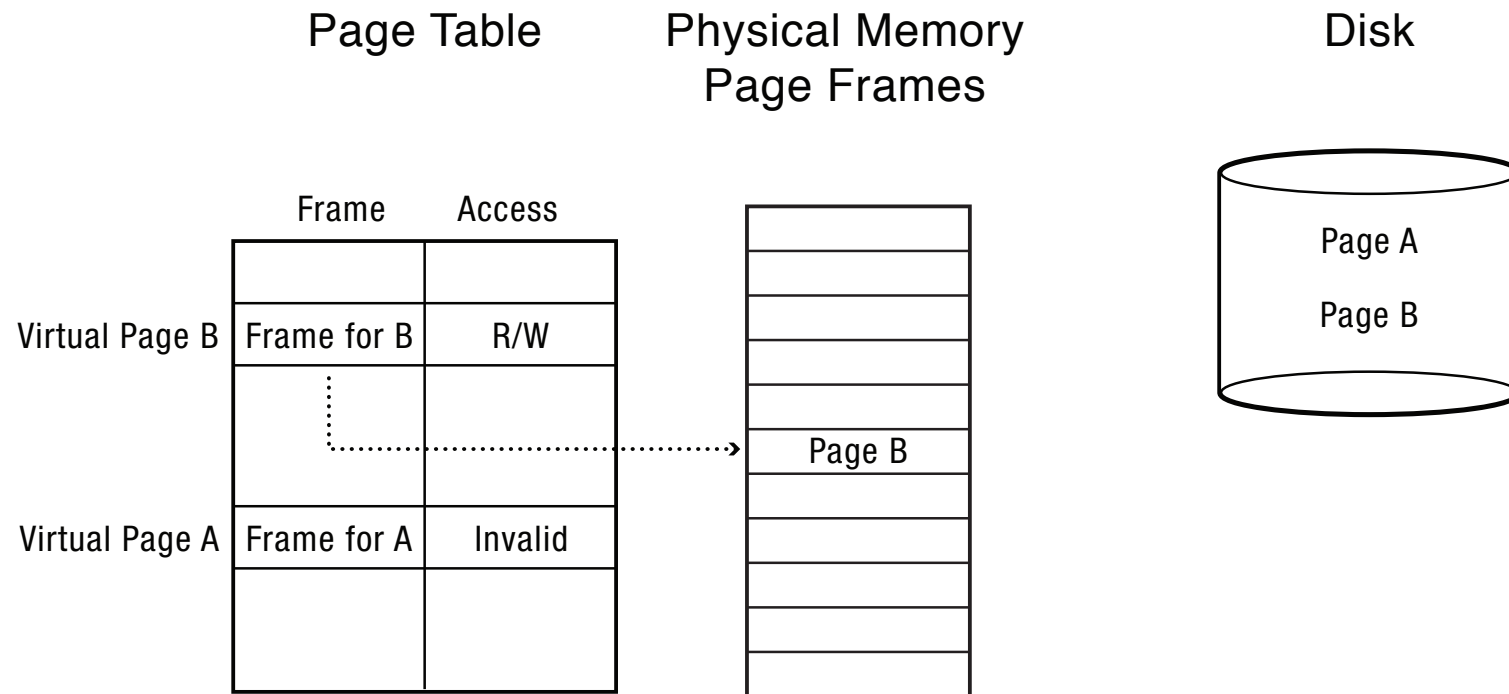 Page Table
Physical Memory
Page Frames
Disk
Frame Access
Virtual Page B Frame for B R/W
Page B
Virtual Page A Frame for A Invalid
Page A
Page B